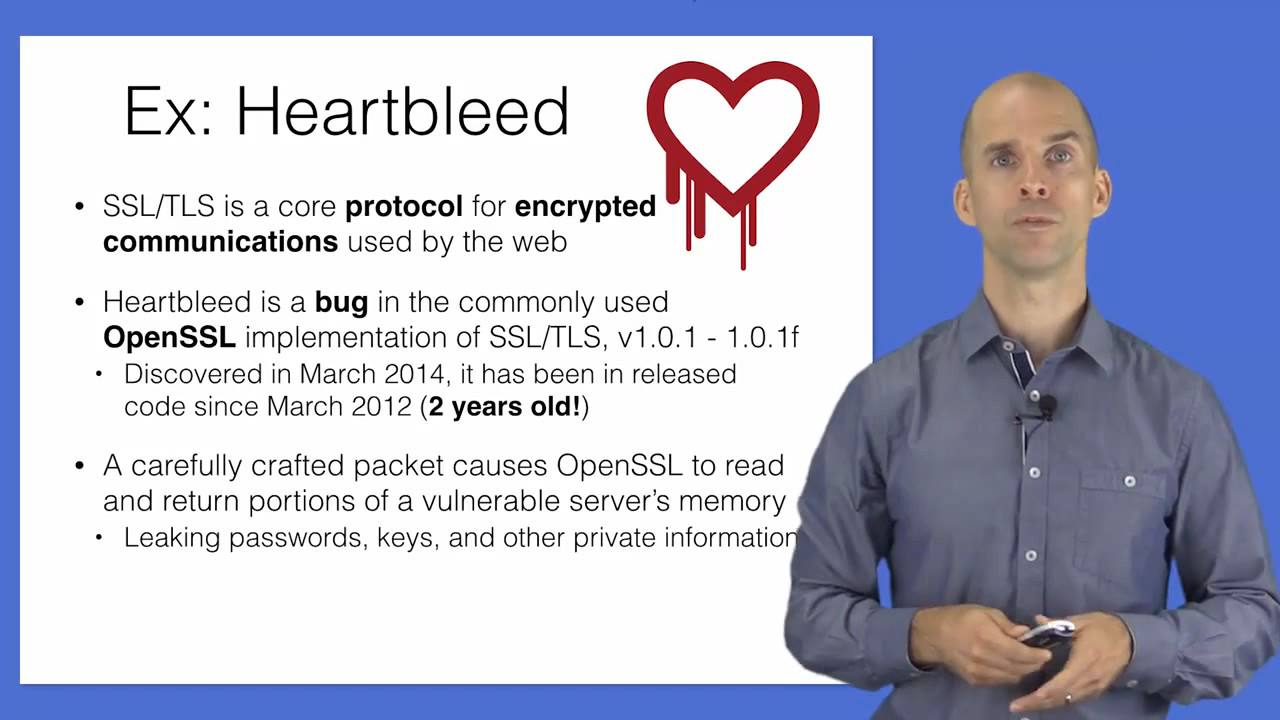 Ex: Heartbleed
• SSL/TLS is a core protocol for encrypted
communications used by the web
• Heartbleed is a bug in the commonly used
OpenSSL implementation of SSL/TLS, v1.0.1 - 1.0.1f
• Discovered in March 2014, it has been in released
code since March 2012 (2 years old!)
• A carefully crafted packet causes OpenSSL to read
and return portions of a vulnerable server's memory
• Leaking passwords, keys, and other private information